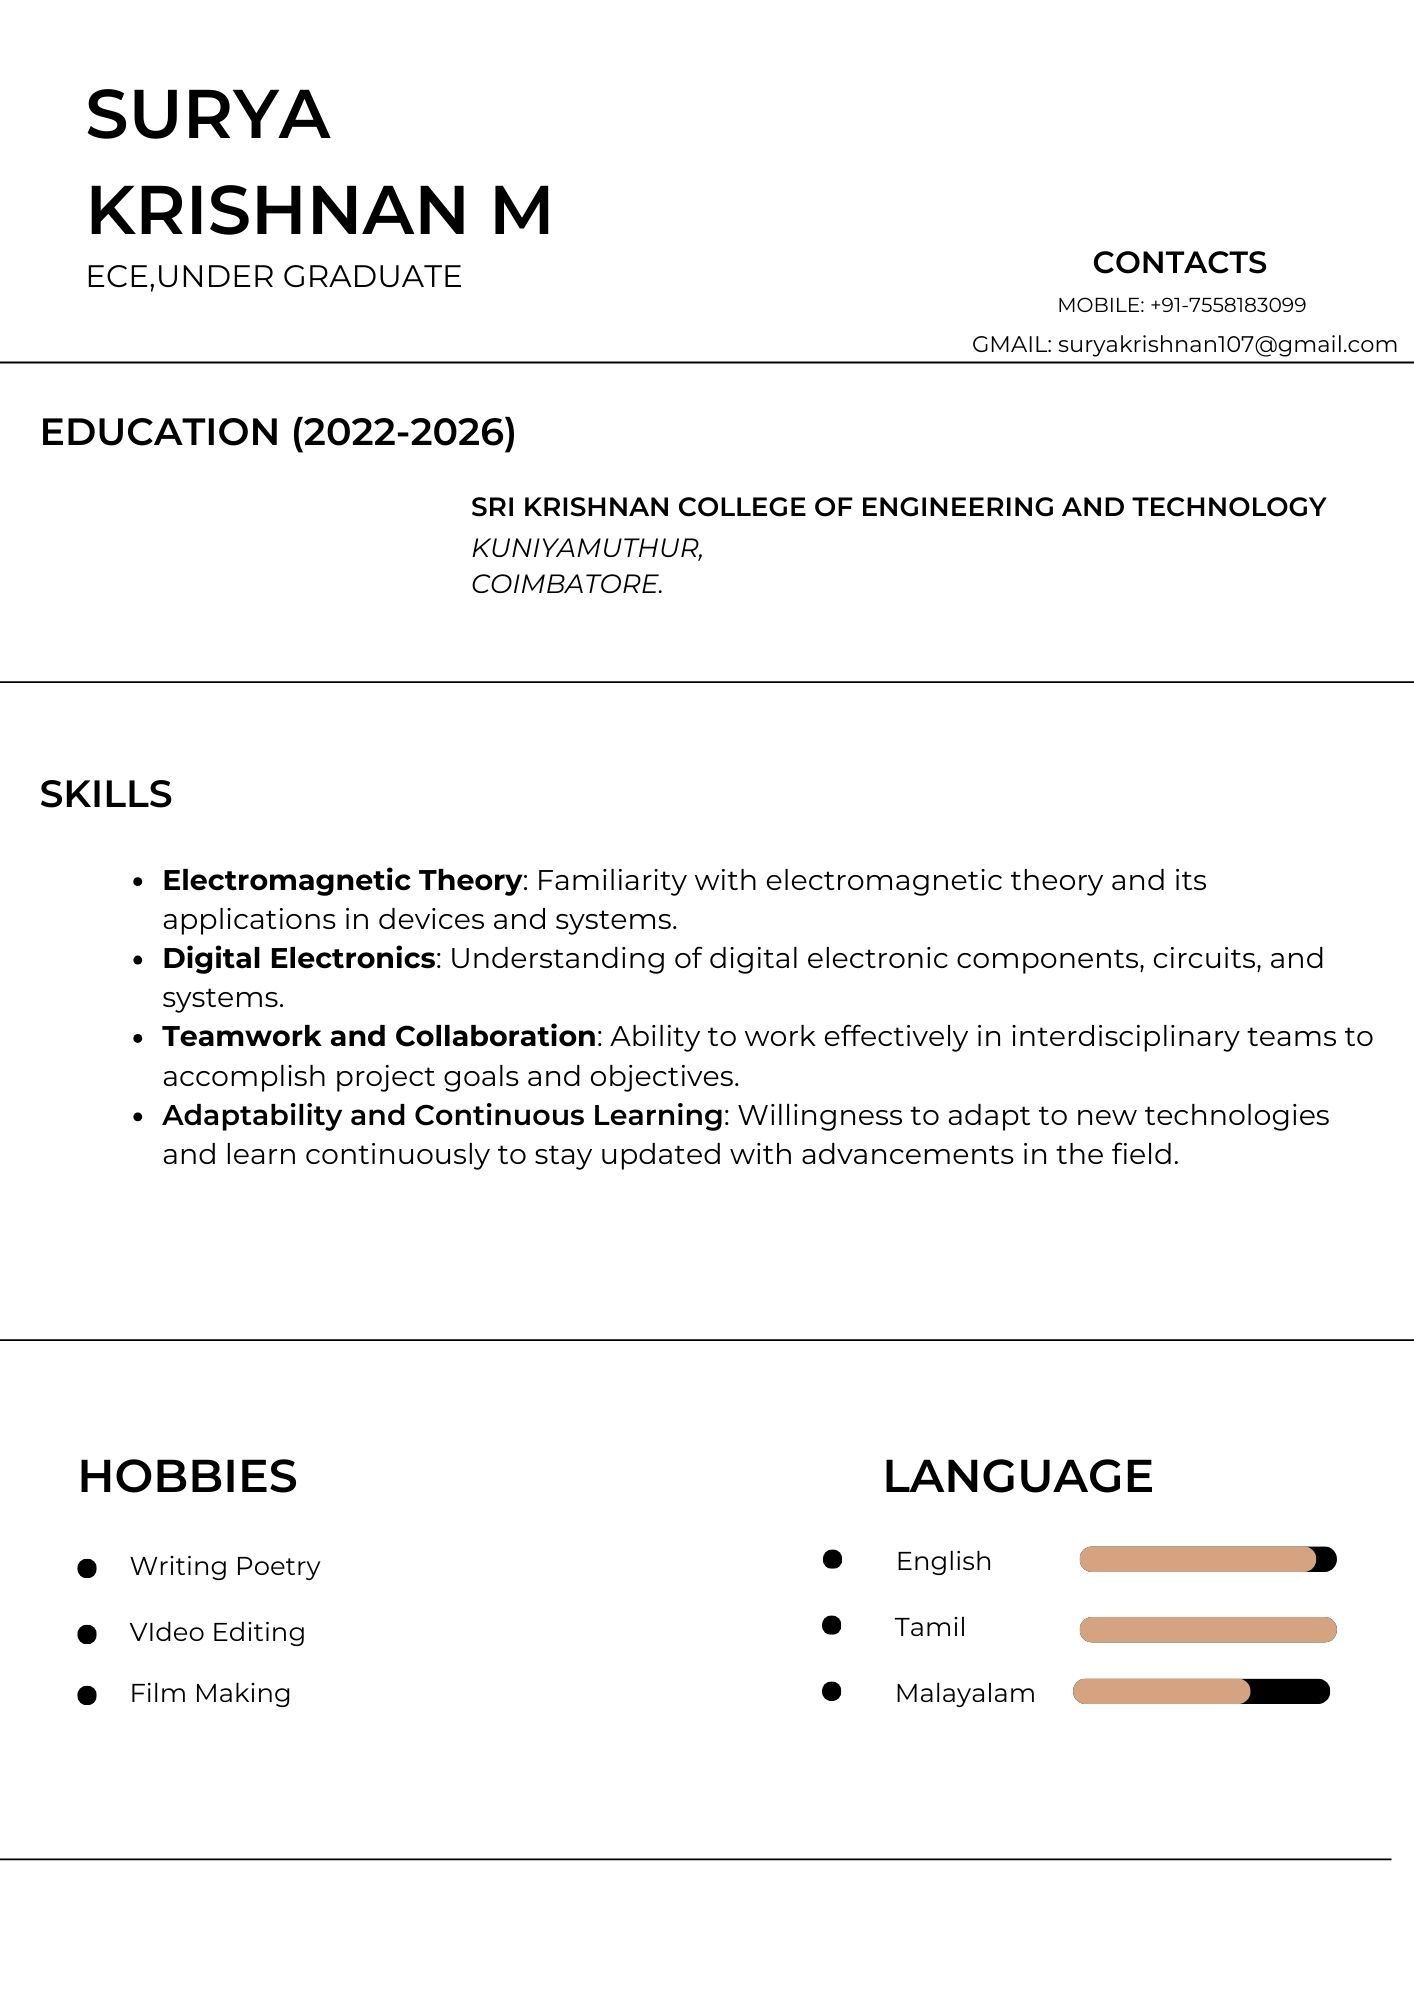 SURYA
KRISHNAN M
ECE,UNDER GRADUATE
CONTACTS
MOBILE: +91-7558183099
GMAIL: suryakrishnan107@gmail.com
EDUCATION (2022-2026)
SRI KRISHNAN COLLEGE OF ENGINEERING AND TECHNOLOGY
KUNIYAMUTHUR,
COIMBATORE.
SKILLS
• Electromagnetic Theory: Familiarity with electromagnetic theory and its
applications in devices and systems.
• Digital Electronics: Understanding of digital electronic components, circuits, and
systems.
• Teamwork and Collaboration: Ability to work effectively in interdisciplinary teams to
accomplish project goals and objectives.
• Adaptability and Continuous Learning: Willingness to adapt to new technologies
and learn continuously to stay updated with advancements in the field.
HOBBIES
• Writing Poetry
• VIdeo Editing
• Film Making
LANGUAGE
• English
• Tamil
• Malayalam